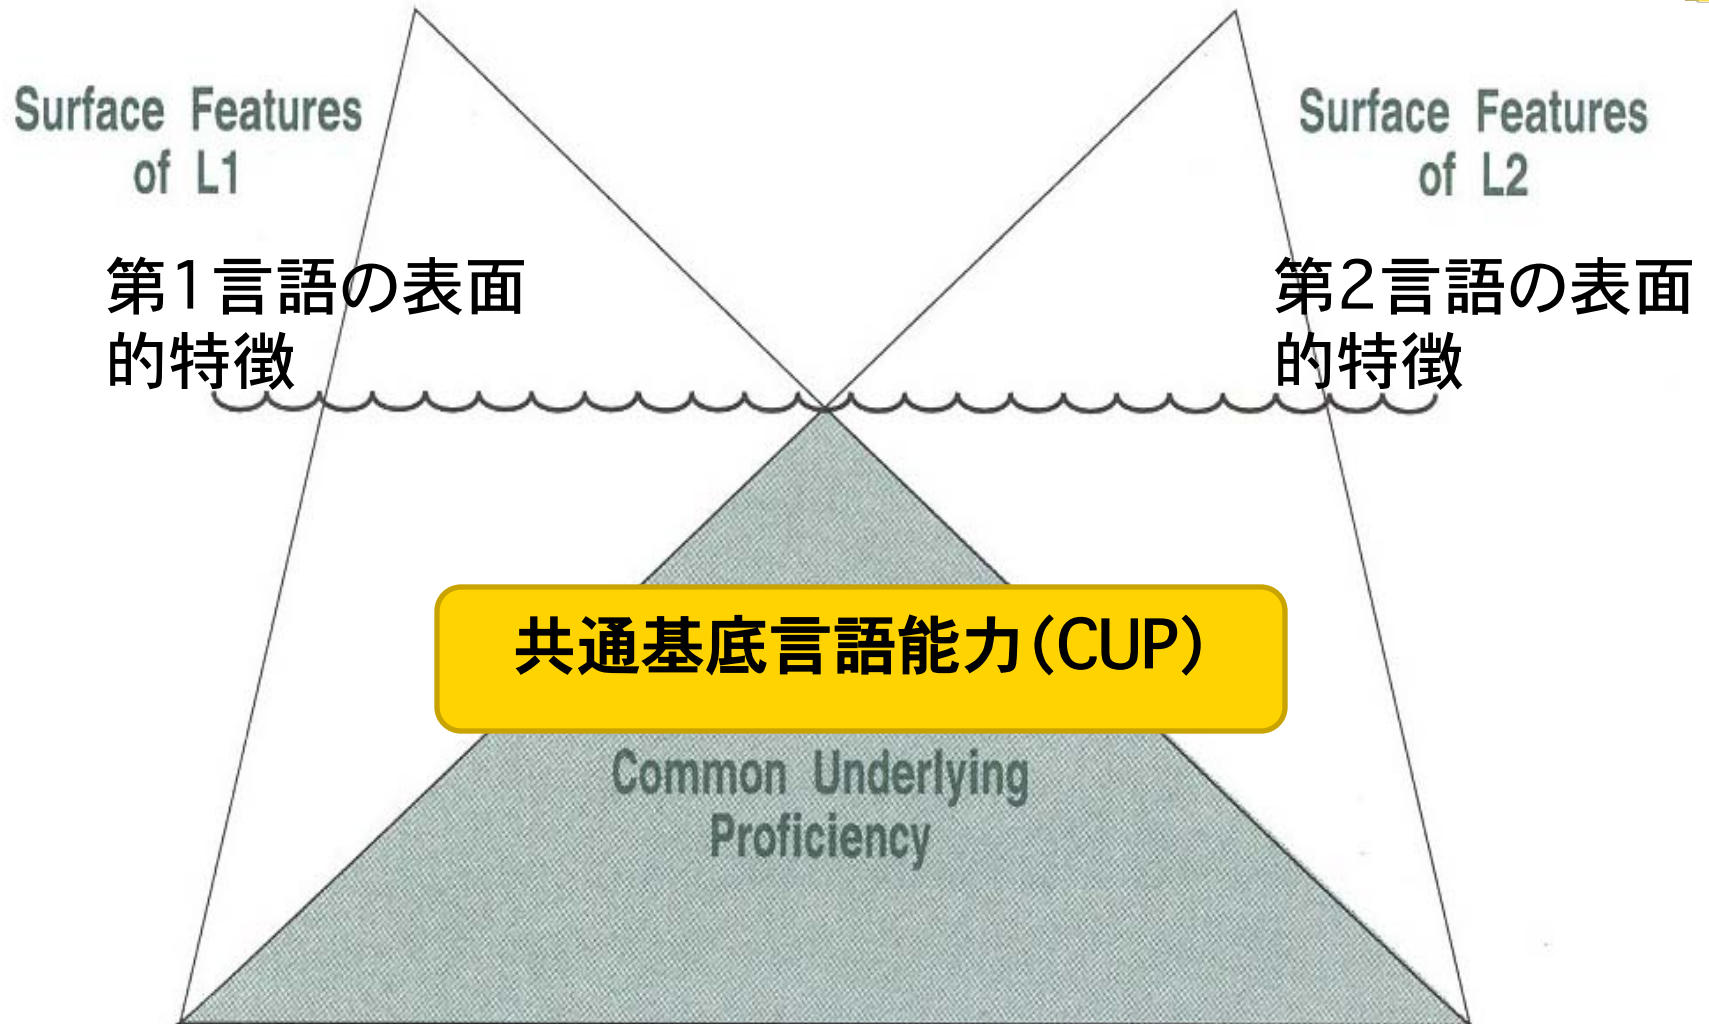 Surface Features
of L1
Surface Features
of L2
第1言語の表面
的特徴
第2言語の表面
的特徴
共通基底言語能力(CUP)
Common Underlying
Proficiency